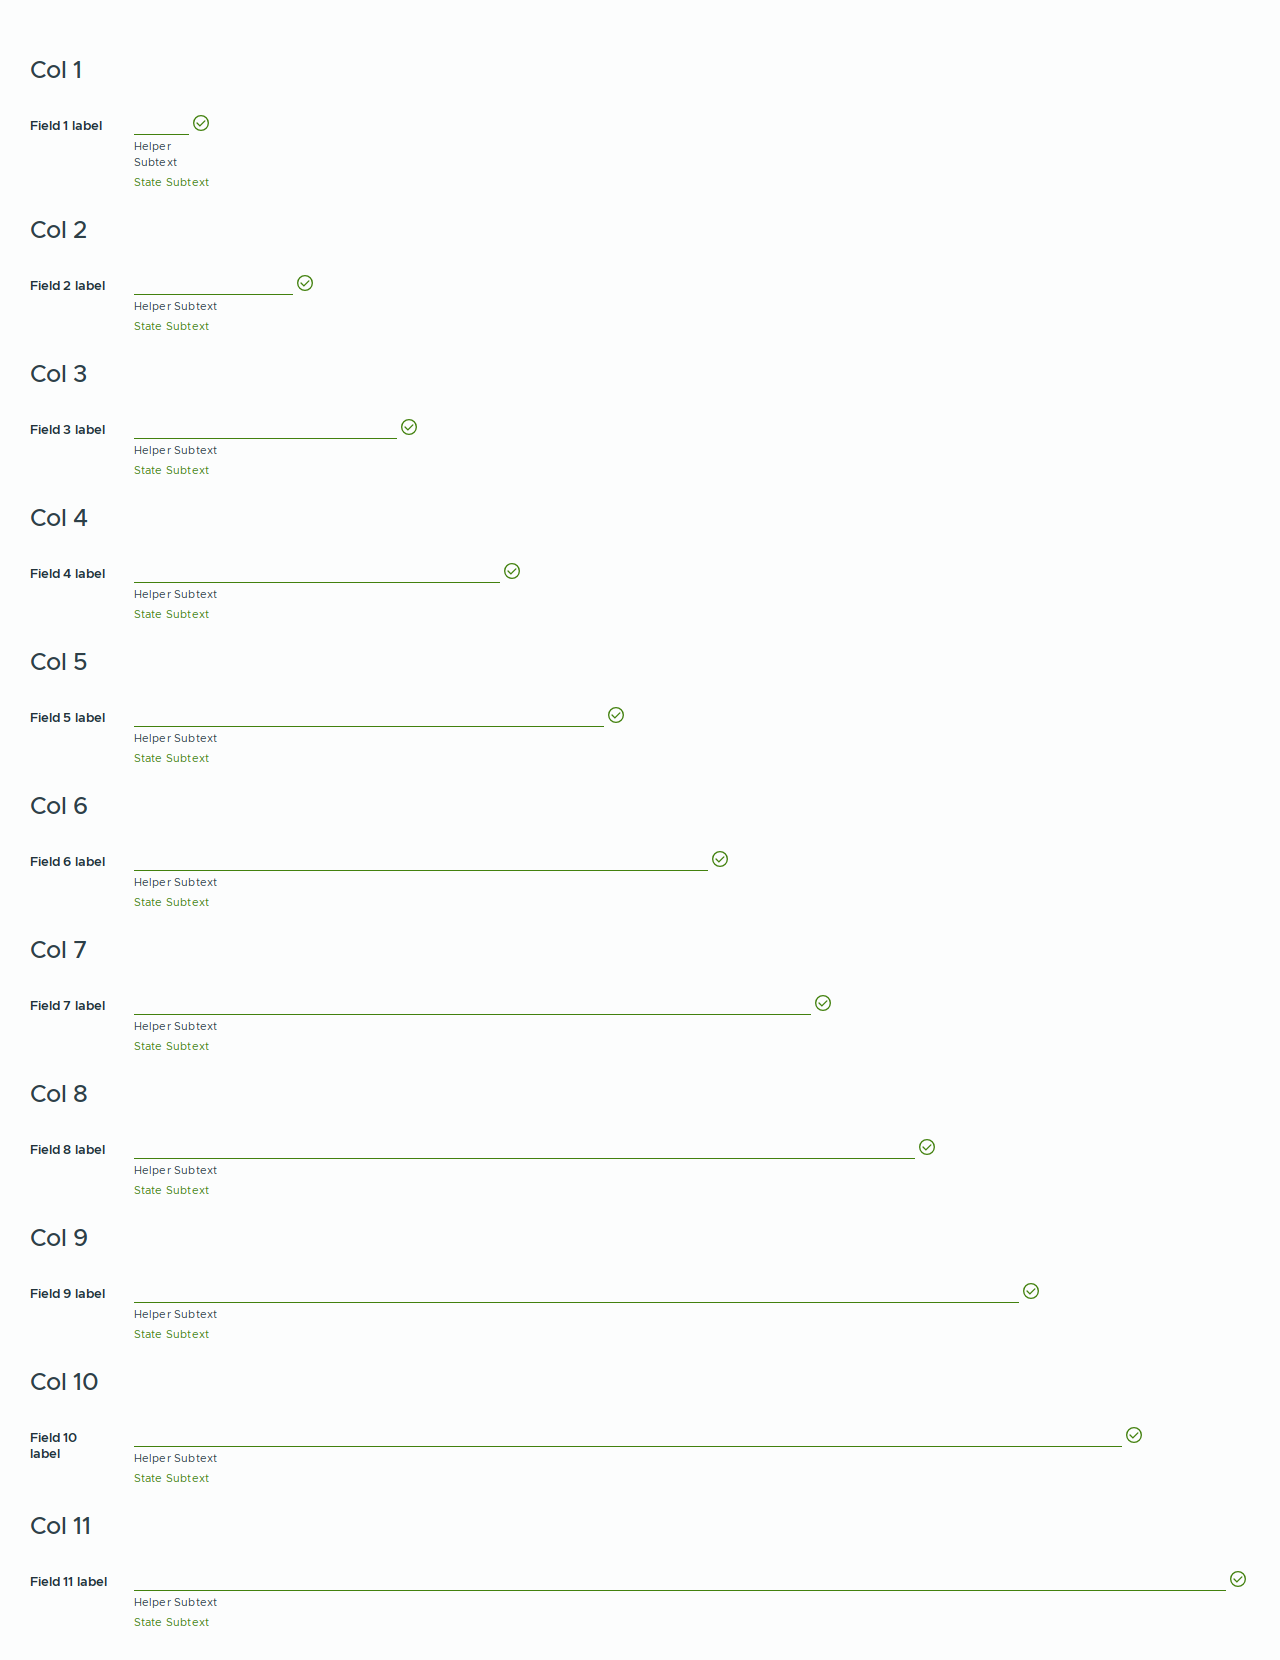 Col 1
Field 1 label
Helper
Subtext
State Subtext
Col 2
Field 2 label
Helper Subtext
State Subtext
Col 3
Field 3 label
Helper Subtext
State Subtext
Col 4
Field 4 label
Helper Subtext
State Subtext
Col 5
Field 5 label
Helper Subtext
State Subtext
Col 6
Field 6 label
Helper Subtext
State Subtext
Col 7
Field 7 label
Helper Subtext
State Subtext
Col 8
Field 8 label
Helper Subtext
State Subtext
Col 9
Field 9 label
Helper Subtext
State Subtext
Col 10
Field 10
label
Helper Subtext
State Subtext
Col 11
Field 11 label
Helper Subtext
State Subtext